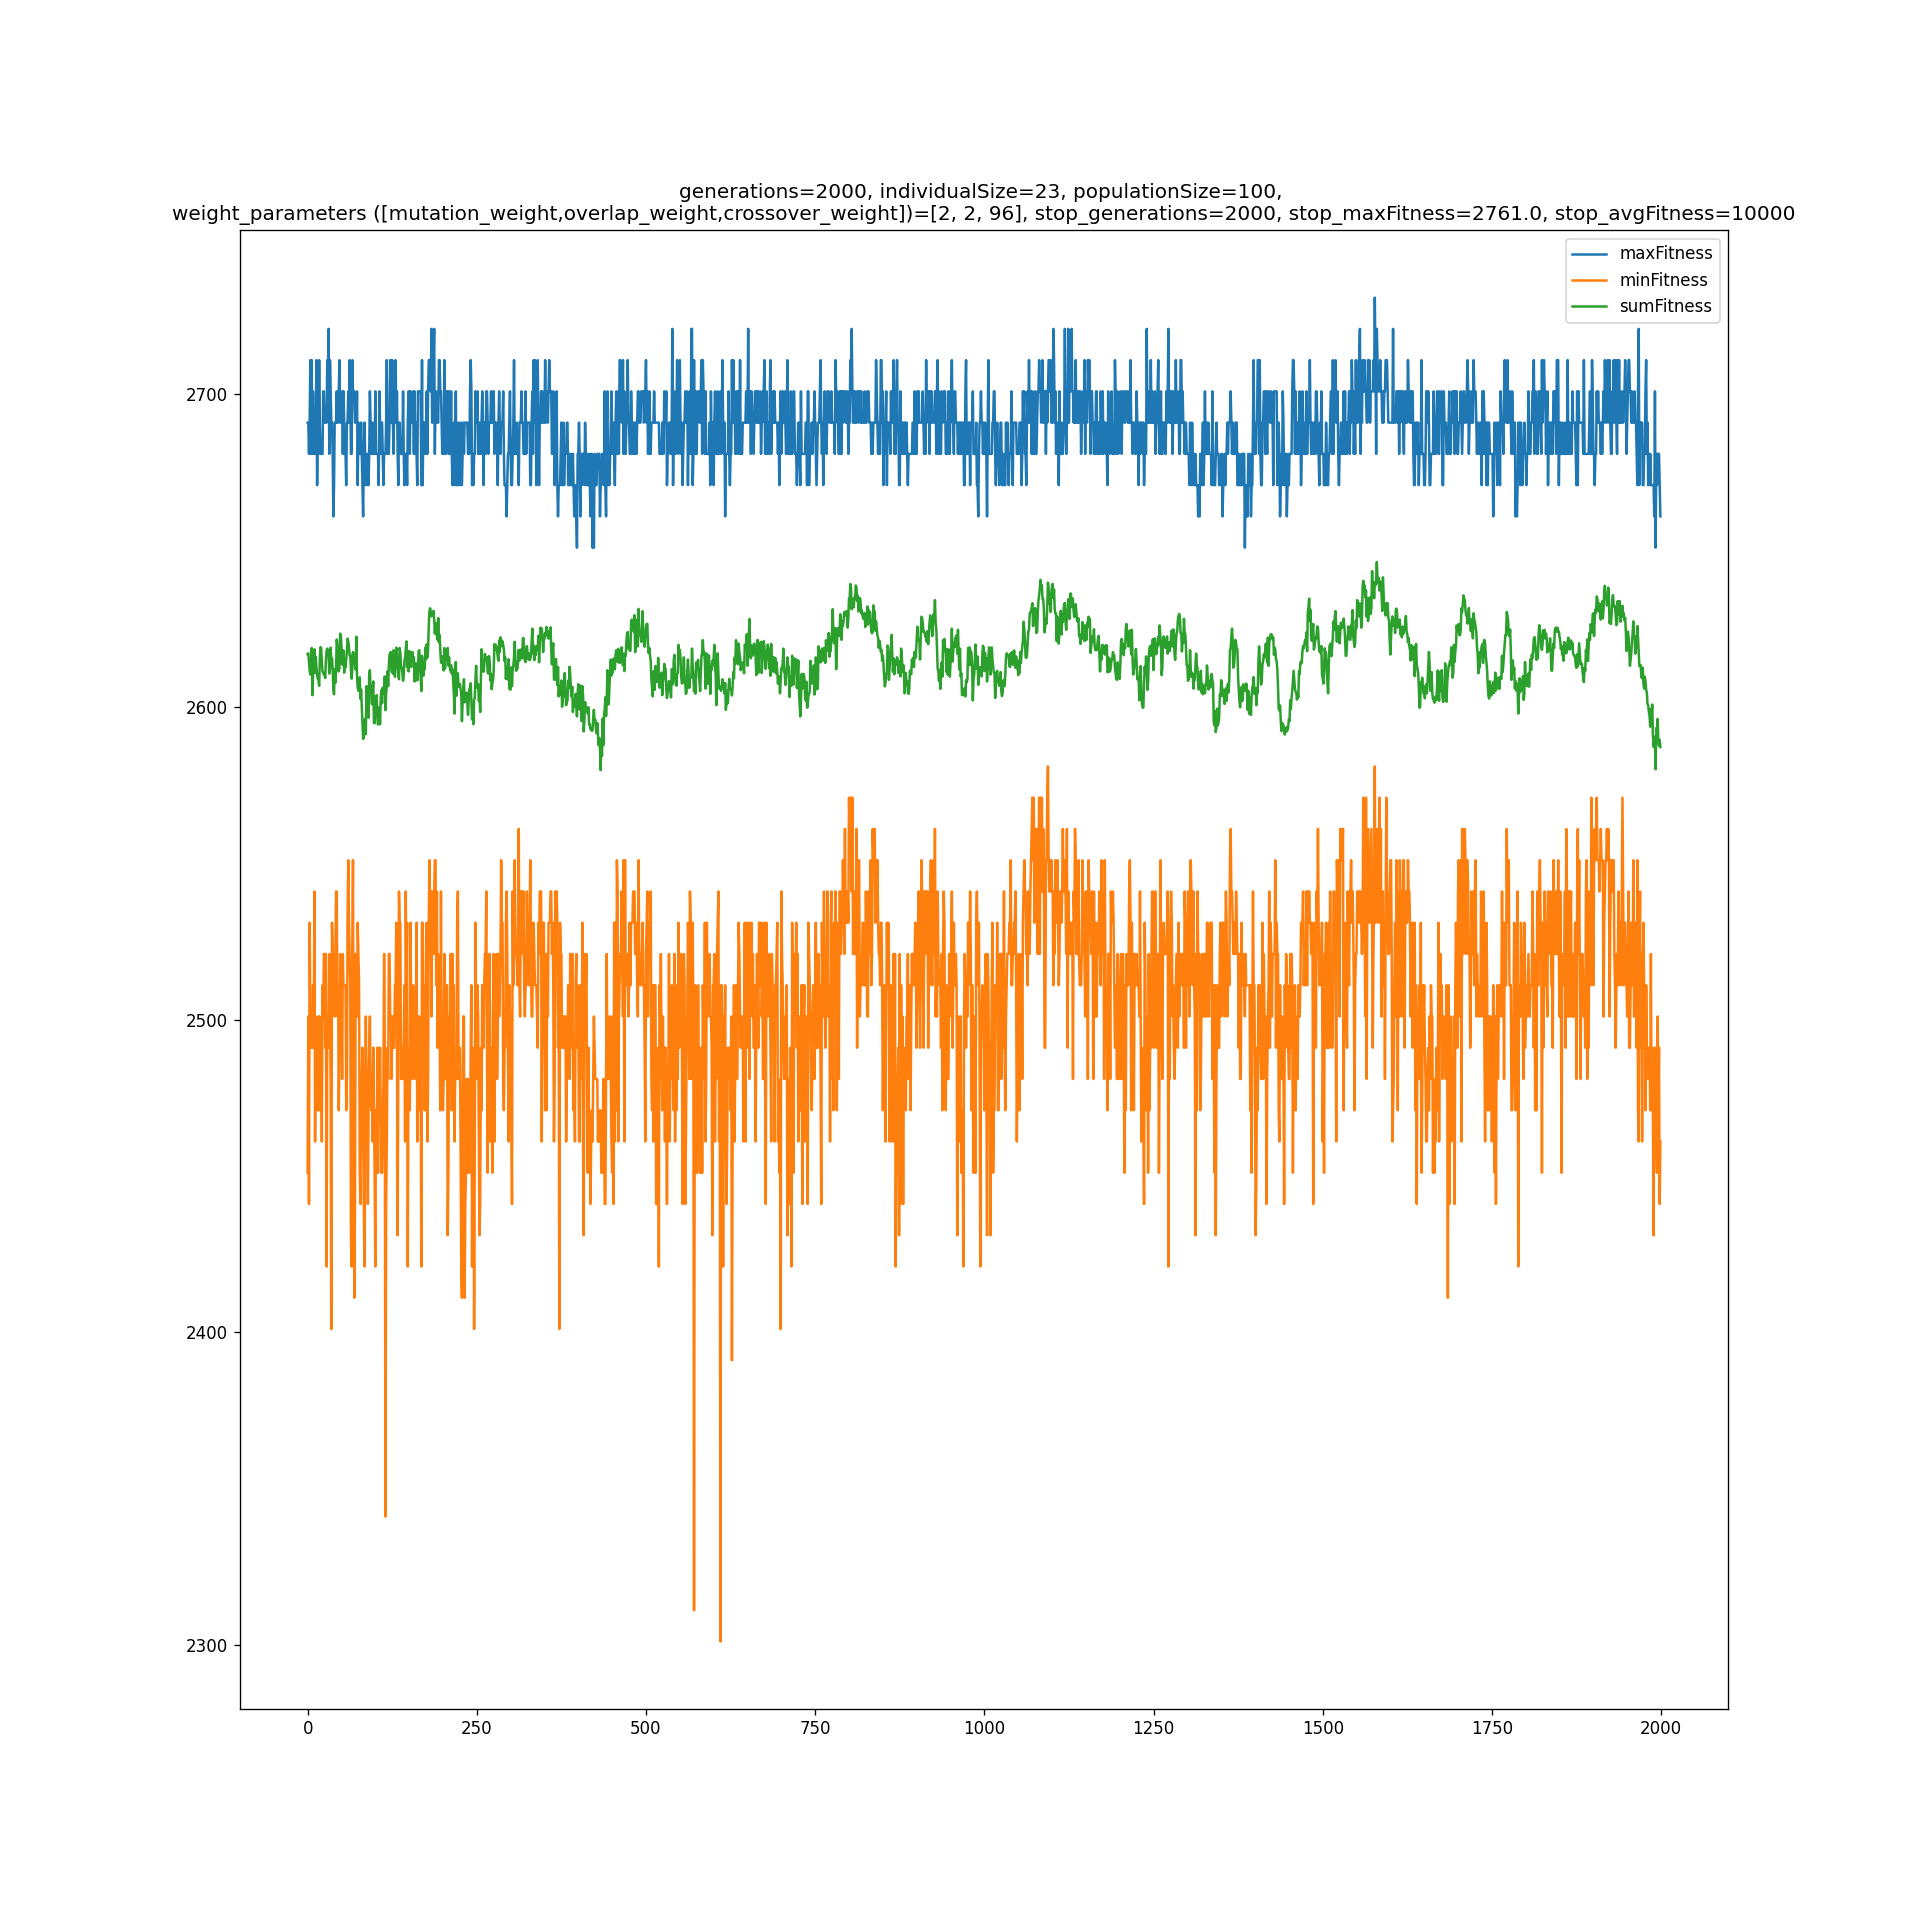 generations=2000, individualSize=23, populationSize=100,
weight_parameters ([mutation_weight,overlap_weight,crossover_weight])=[2, 2, 96], stop_generations=2000, stop_maxFitness=2761.0, stop_avgFitness=10000
maxFitness
minFitness
sumFitness
2700
2600
2500
2400
2300
0 250 500 750 1000 1250 1500 1750 2000